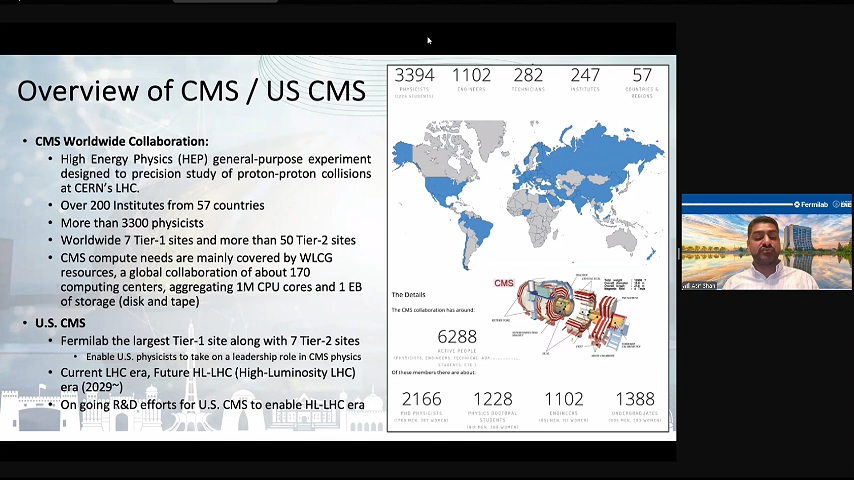 Overview of CMS / US CMS
• CMS Worldwide Collaboration:
• High Energy Physics (HEP) general-purpose experiment
designed to precision study of proton-proton collisions
at CERN's LHC.
• Over 200 Institutes from 57 countries
• More than 3300 physicists
• Worldwide 7 Tier-1 sites and more than 50 Tier-2 sites
• CMS compute needs are mainly covered by WLCG
resources, a global collaboration of about 170
computing centers, aggregating 1M CPU cores and 1 EB
of storage (disk and tape)
• U.S. CMS
• Fermilab the largest Tier-1 site along with 7 Tier-2 sites
• Enable U.S. physicists to take on a leadership role in CMS physics
• Current LHC era, Future HL-LHC (High-Luminosity LHC)
era (2029~)
• On going R&D efforts for U.S. CMS to enable HL-LHC era
3394 1102 282 247 57
PHYSICISTS ENGINEERS TECHNICIANS INSTITUTES COUNTRIES &
REGIONS
CMS
The Details
The CMS collaboration has around:
6288
ACTIVE PEOPLE
Of these members there are about:
2166 1228 1102 1388
PHD PHYSICISTS PHYSICS DOCTORAL ENGINEERS UNDERGRADUATES
STUDENTS
Fermilab